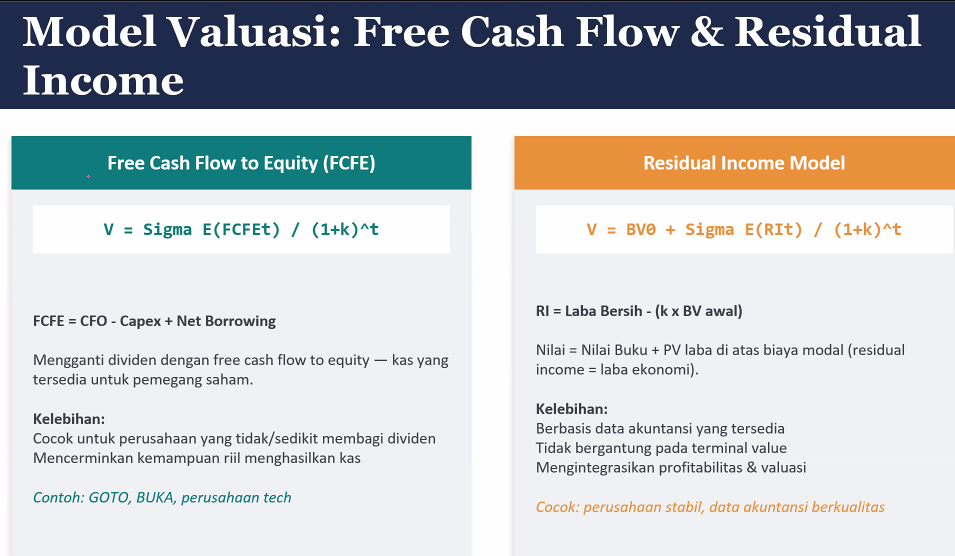 Model Valuasi: Free Cash Flow & Residual
Income
Free Cash Flow to Equity (FCFE)
V = Sigma E(FCFEt) / (1+k)^t
FCFE = CFO - Capex + Net Borrowing
Mengganti dividen dengan free cash flow to equity — kas yang
tersedia untuk pemegang saham.
Kelebihan:
Cocok untuk perusahaan yang tidak/sedikit membagi dividen
Mencerminkan kemampuan riil menghasilkan kas
Contoh: GOTO, BUKA, perusahaan tech
Residual Income Model
V = BV0 + Sigma E(RIt) / (1+k)^t
RI = Laba Bersih - (k x BV awal)
Nilai = Nilai Buku + PV laba di atas biaya modal (residual
income = laba ekonomi).
Kelebihan:
Berbasis data akuntansi yang tersedia
Tidak bergantung pada terminal value
Mengintegrasikan profitabilitas & valuasi
Cocok: perusahaan stabil, data akuntansi berkualitas